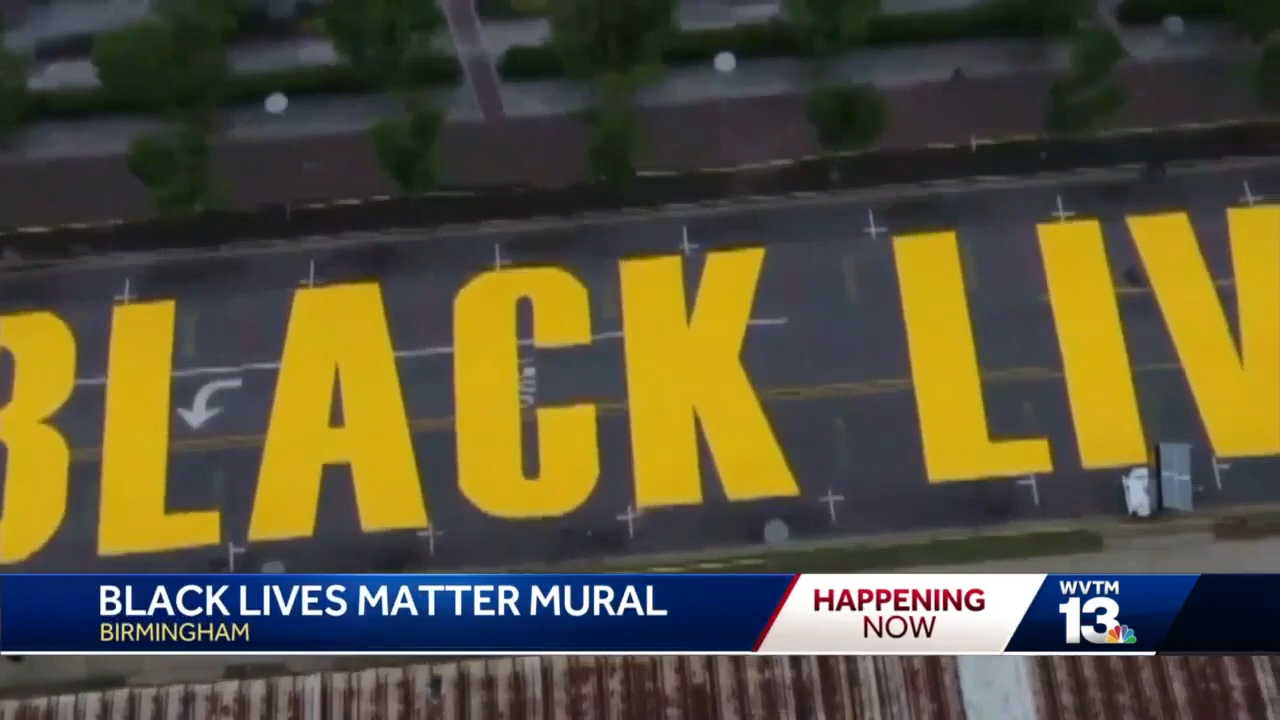 BLACK LIV
BLACK LIVES MATTER MURAL
BIRMINGHAM
HAPPENING
NOW
WVTM
13